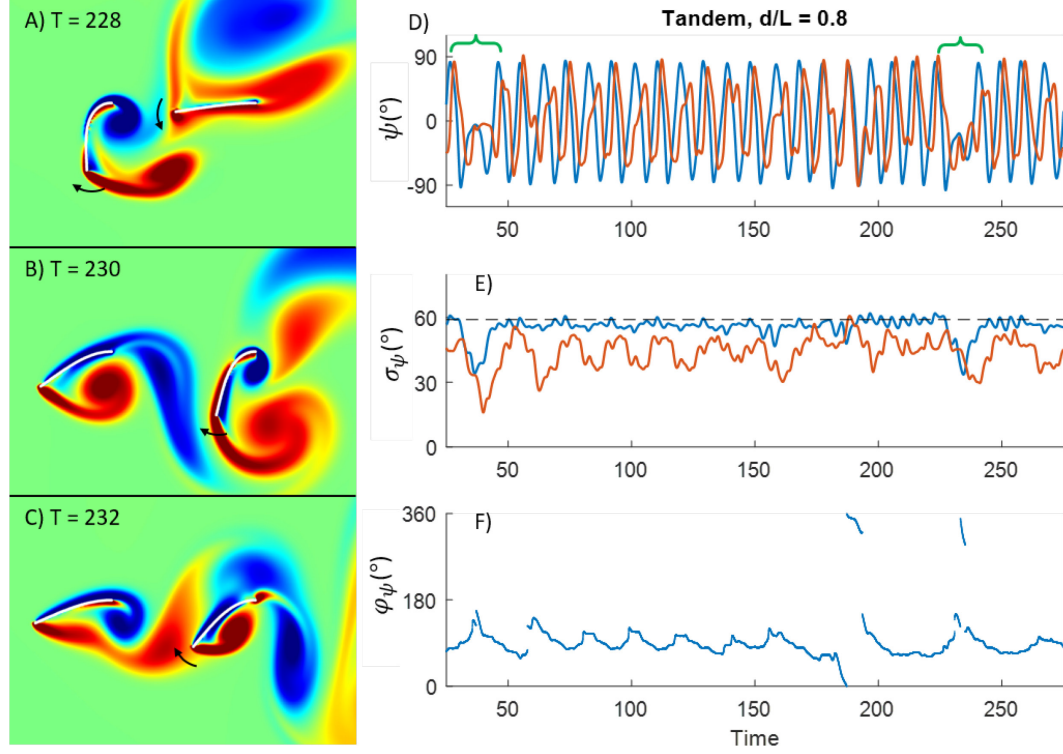 A) T = 228
B) T = 230
C) T = 232
D)
Tandem, d/L = 0.8
90
0
-90
ψ(°)
50
100
150
200
250
E)
60
30
0
σψ(°)
50
100
150
200
250
F)
360
180
0
φψ(°)
50
100
150
200
250
Time